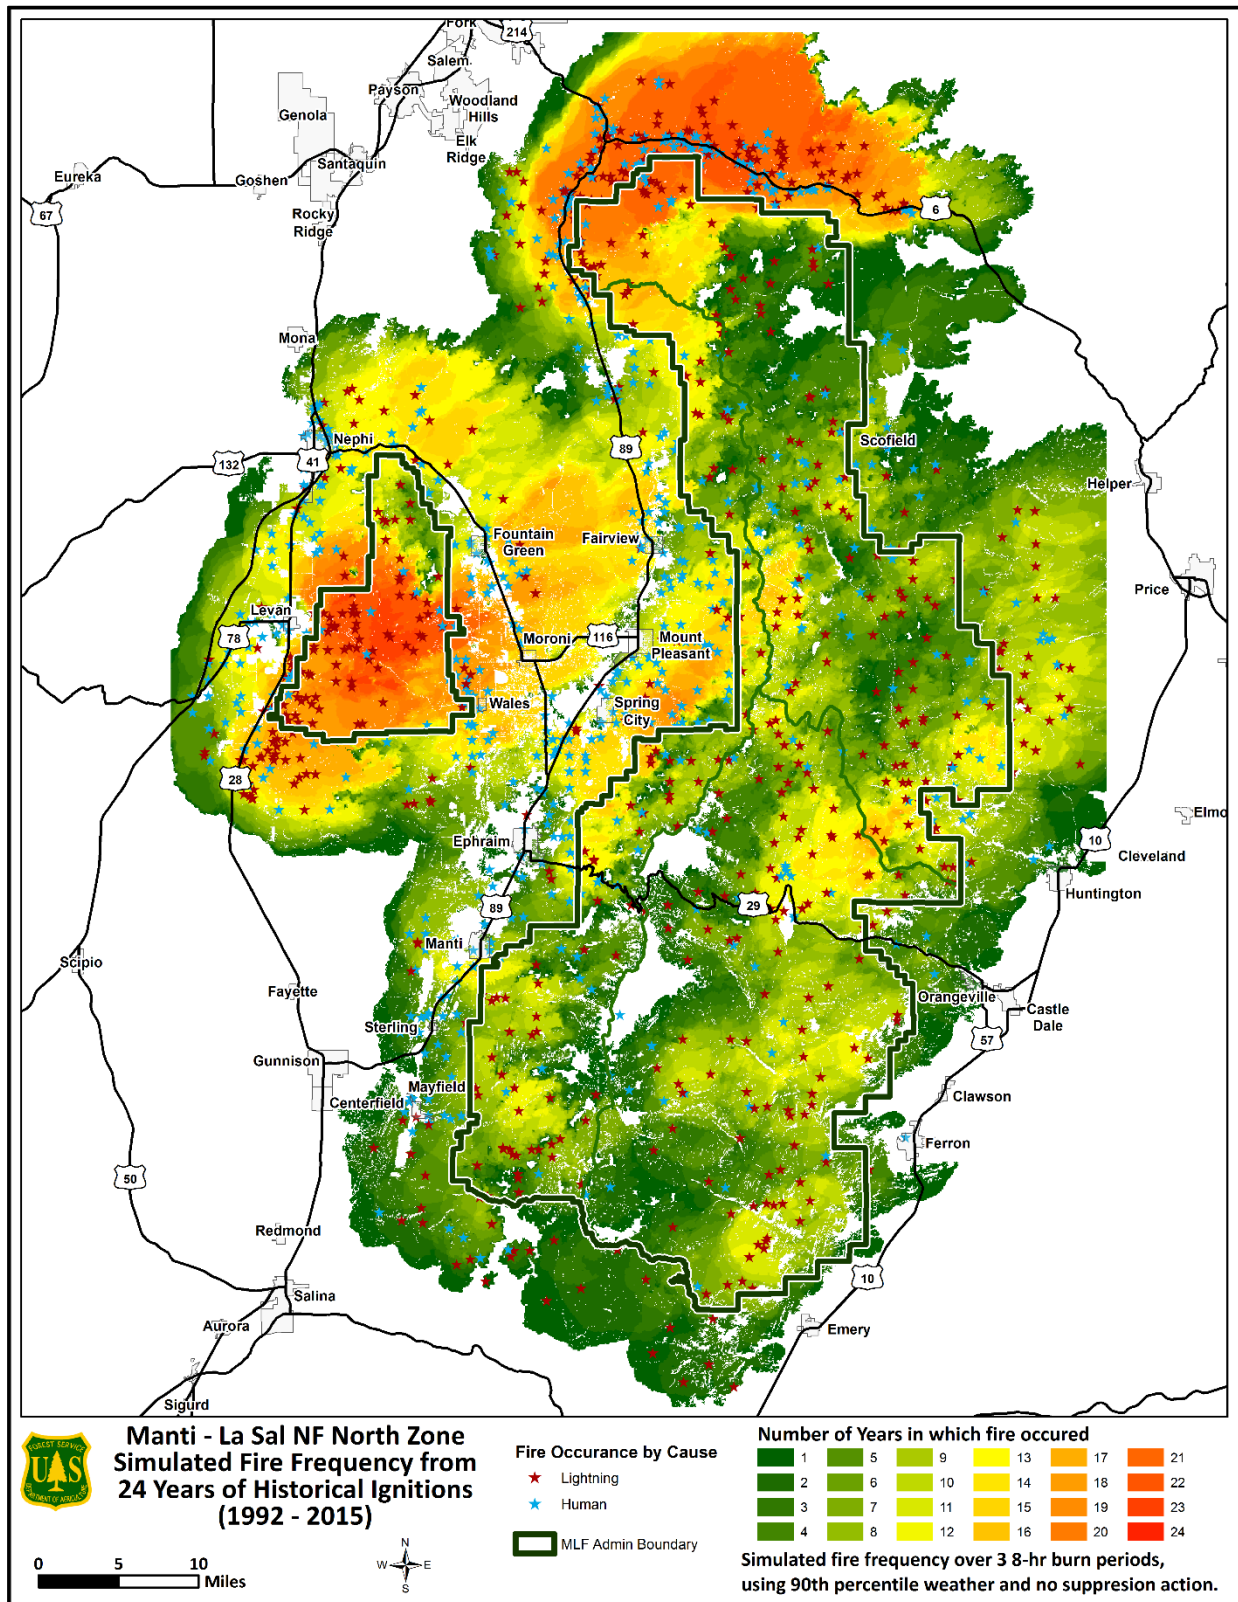 Fork
214
Salem
Payson
Woodland
Hills
Genola
Elk
Ridge
Santaquin
Eureka
Goshen
67
Rocky
Ridge
6
Mona
Nephi
Scofield
132
41
89
Helper
Fountain
Green
Fairview
Price
Levan
78
Moroni
116
Mount
Pleasant
Wales
Spring
City
28
Elmo
Ephraim
10
Cleveland
Huntington
89
29
Manti
Scipio
Fayette
Orangeville
Castle
Dale
Sterling
57
Gunnison
Mayfield
Centerfield
Clawson
Ferron
50
Redmond
10
Salina
Aurora
Emery
Sigurd
FOREST SERVICE
U S
DEPARTMENT OF AGRICULTURE
Manti - La Sal NF North Zone
Simulated Fire Frequency from
24 Years of Historical Ignitions
(1992 - 2015)
0 5 10
Miles
N
W E
S
Fire Occurance by Cause
Lightning
Human
MLF Admin Boundary
Number of Years in which fire occured
1 5 9 13 17 21
2 6 10 14 18 22
3 7 11 15 19 23
4 8 12 16 20 24
Simulated fire frequency over 3 8-hr burn periods,
using 90th percentile weather and no suppresion action.